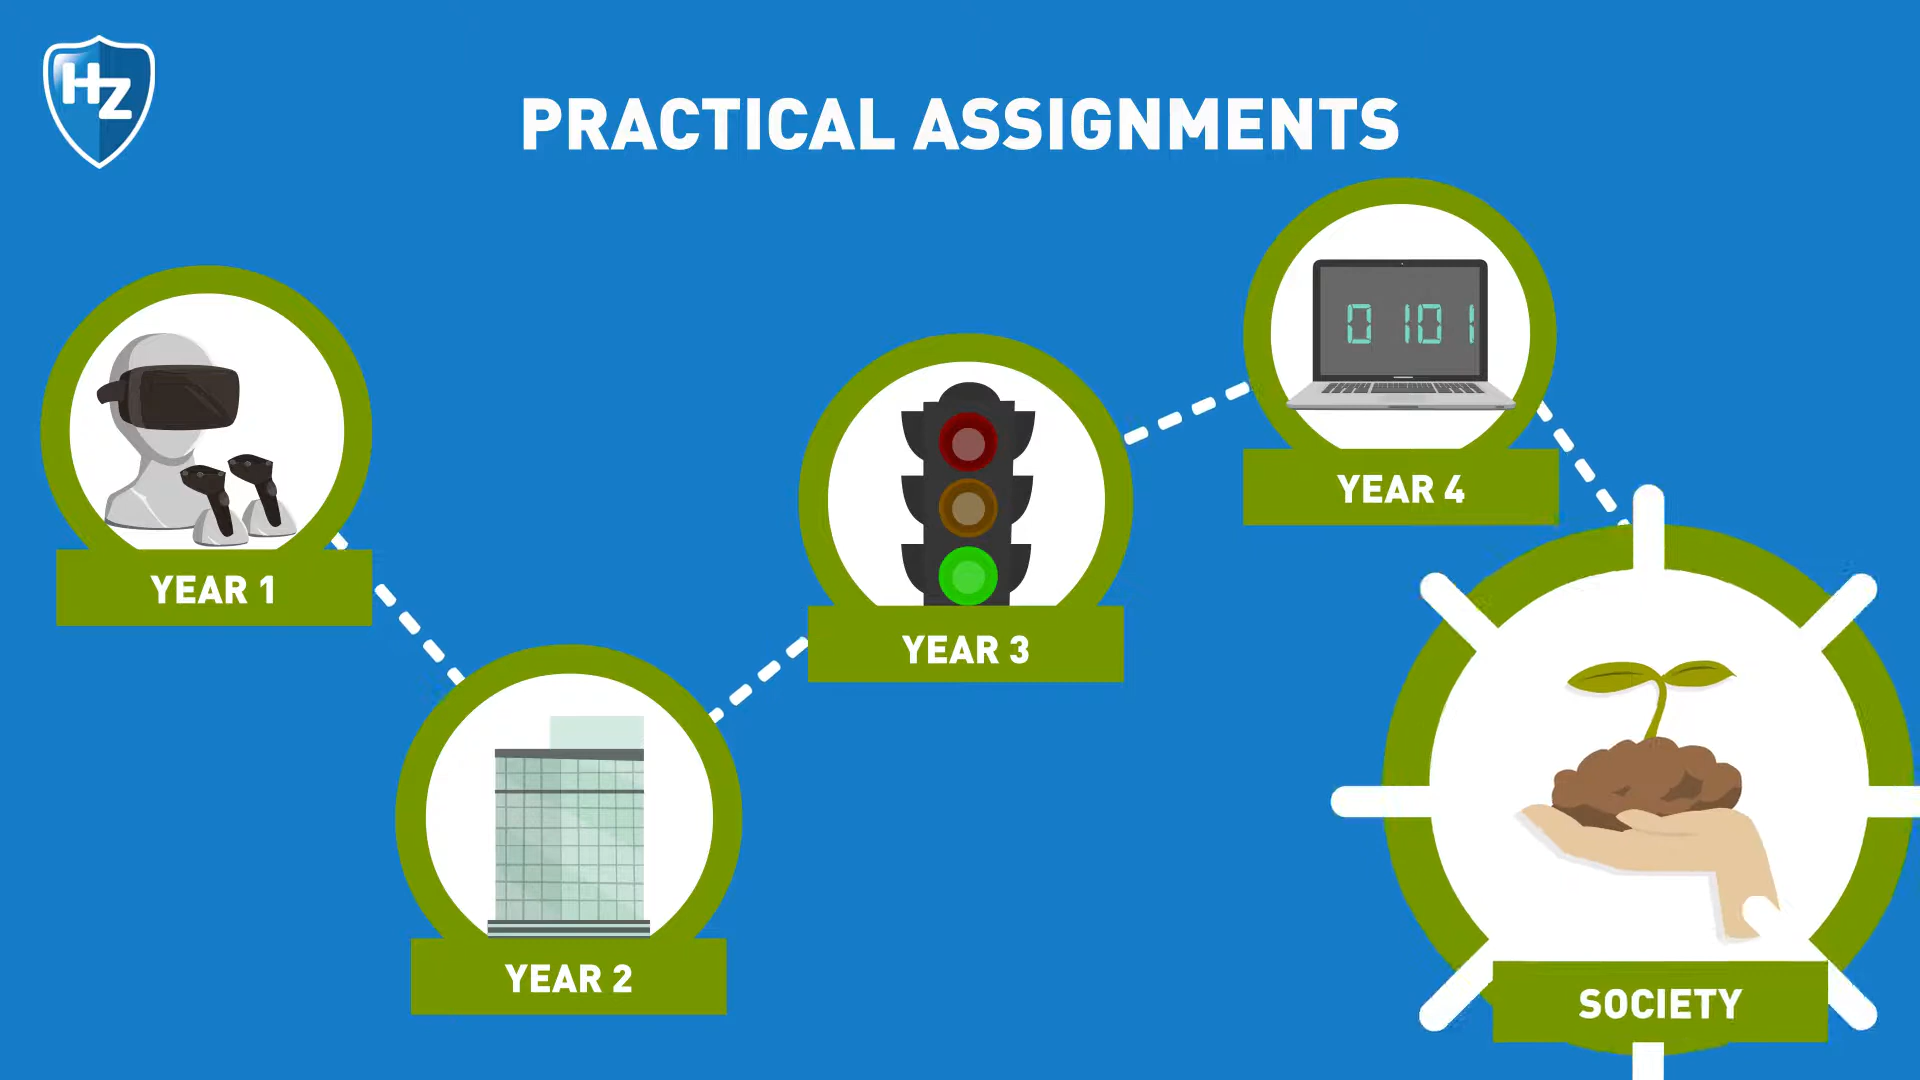 HZ
PRACTICAL ASSIGNMENTS
YEAR 1
YEAR 2
YEAR 3
0 101
YEAR 4
SOCIETY